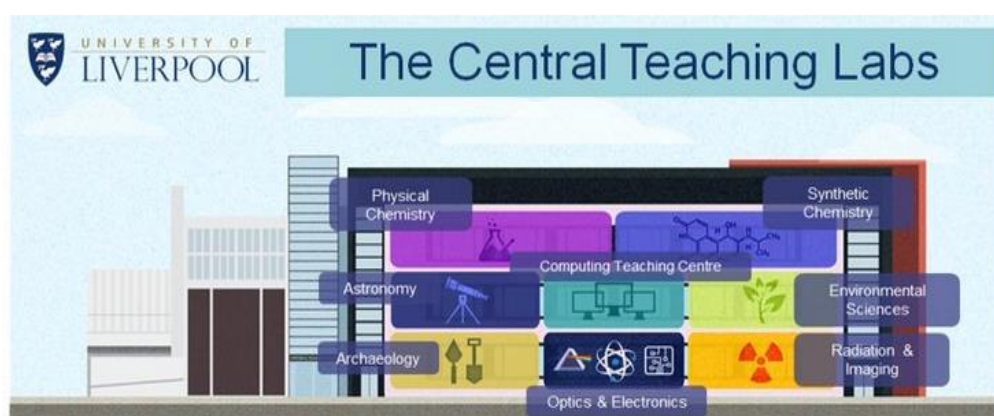 UNIVERSITY OF
LIVERPOOL
The Central Teaching Labs
Physical
Chemistry
Synthetic
Chemistry
Computing Teaching Centre
Astronomy
Environmental
Sciences
Archaeology
Radiation &
Imaging
Optics & Electronics